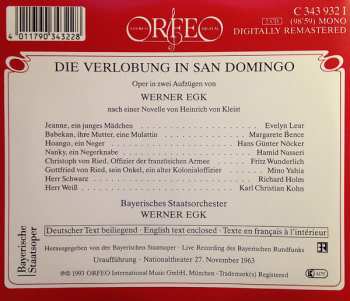 4 011790 343228
ORFEO
C 343 932 I
2 CD (98'59) MONO
DIGITALLY REMASTERED
DIE VERLOBUNG IN SAN DOMINGO
Oper in zwei Aufzügen von
WERNER EGK
nach einer Novelle von Heinrich von Kleist
Jeanne, ein junges Mädchen Evelyn Lear
Babekan, ihre Mutter, eine Mulattin Margarete Bence
Hoango, ein Neger Hans Günter Nöcker
Nanky, ein Negerknabe Hamid Nasseri
Christoph von Ried, Offizier der französischen Armee Fritz Wunderlich
Gottfried von Ried, sein Onkel, ein alter Kolonialoffizier Mino Yahia
Herr Schwarz Richard Holm
Herr Weiß Karl Christian Kohn
Bayerisches Staatsorchester
WERNER EGK
Bayerische
Staatsoper
Deutscher Text beiliegend · English text enclosed · Texte en français à l'intérieur
Herausgegeben von der Bayerischen Staatsoper · Live Recording des Bayerischen Rundfunks
Uraufführung · Nationaltheater 27. November 1963
©℗ 1993 ORFEO International Music GmbH, München · Trademark(s) Registered